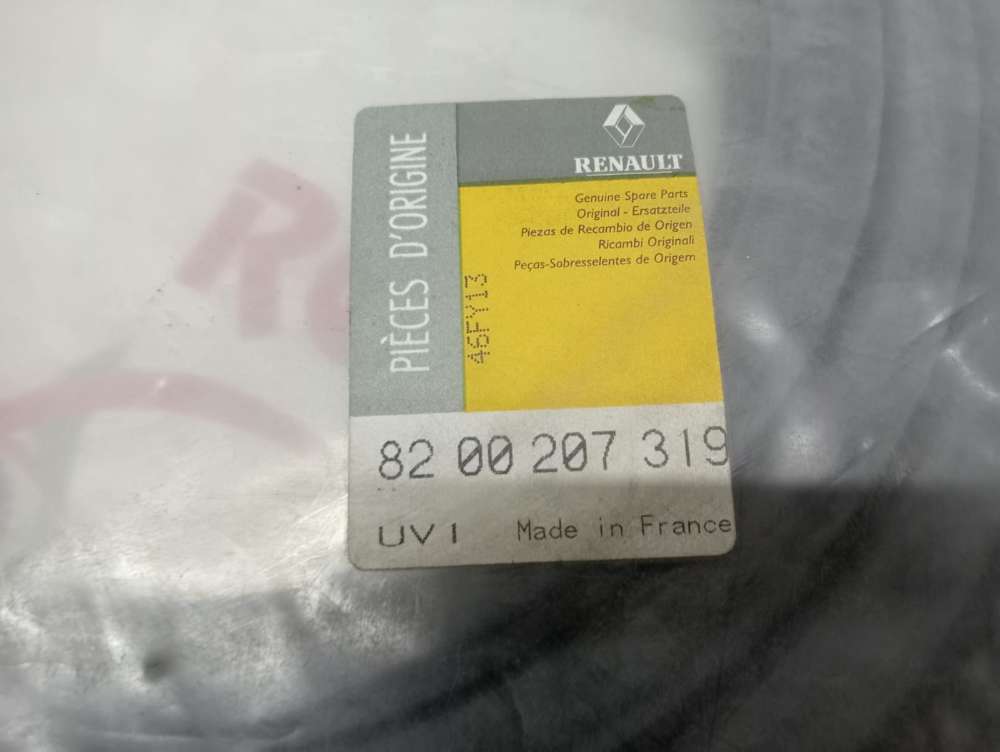 PIÈCES D'ORIGINE
RENAULT
Genuine Spare Parts
Original - Ersatzteile
Piezas de Recambio de Origen
Ricambi Originali
Peças-Sobresselentes de Origem
46FY13
82 00 207 319
UV1 Made in France